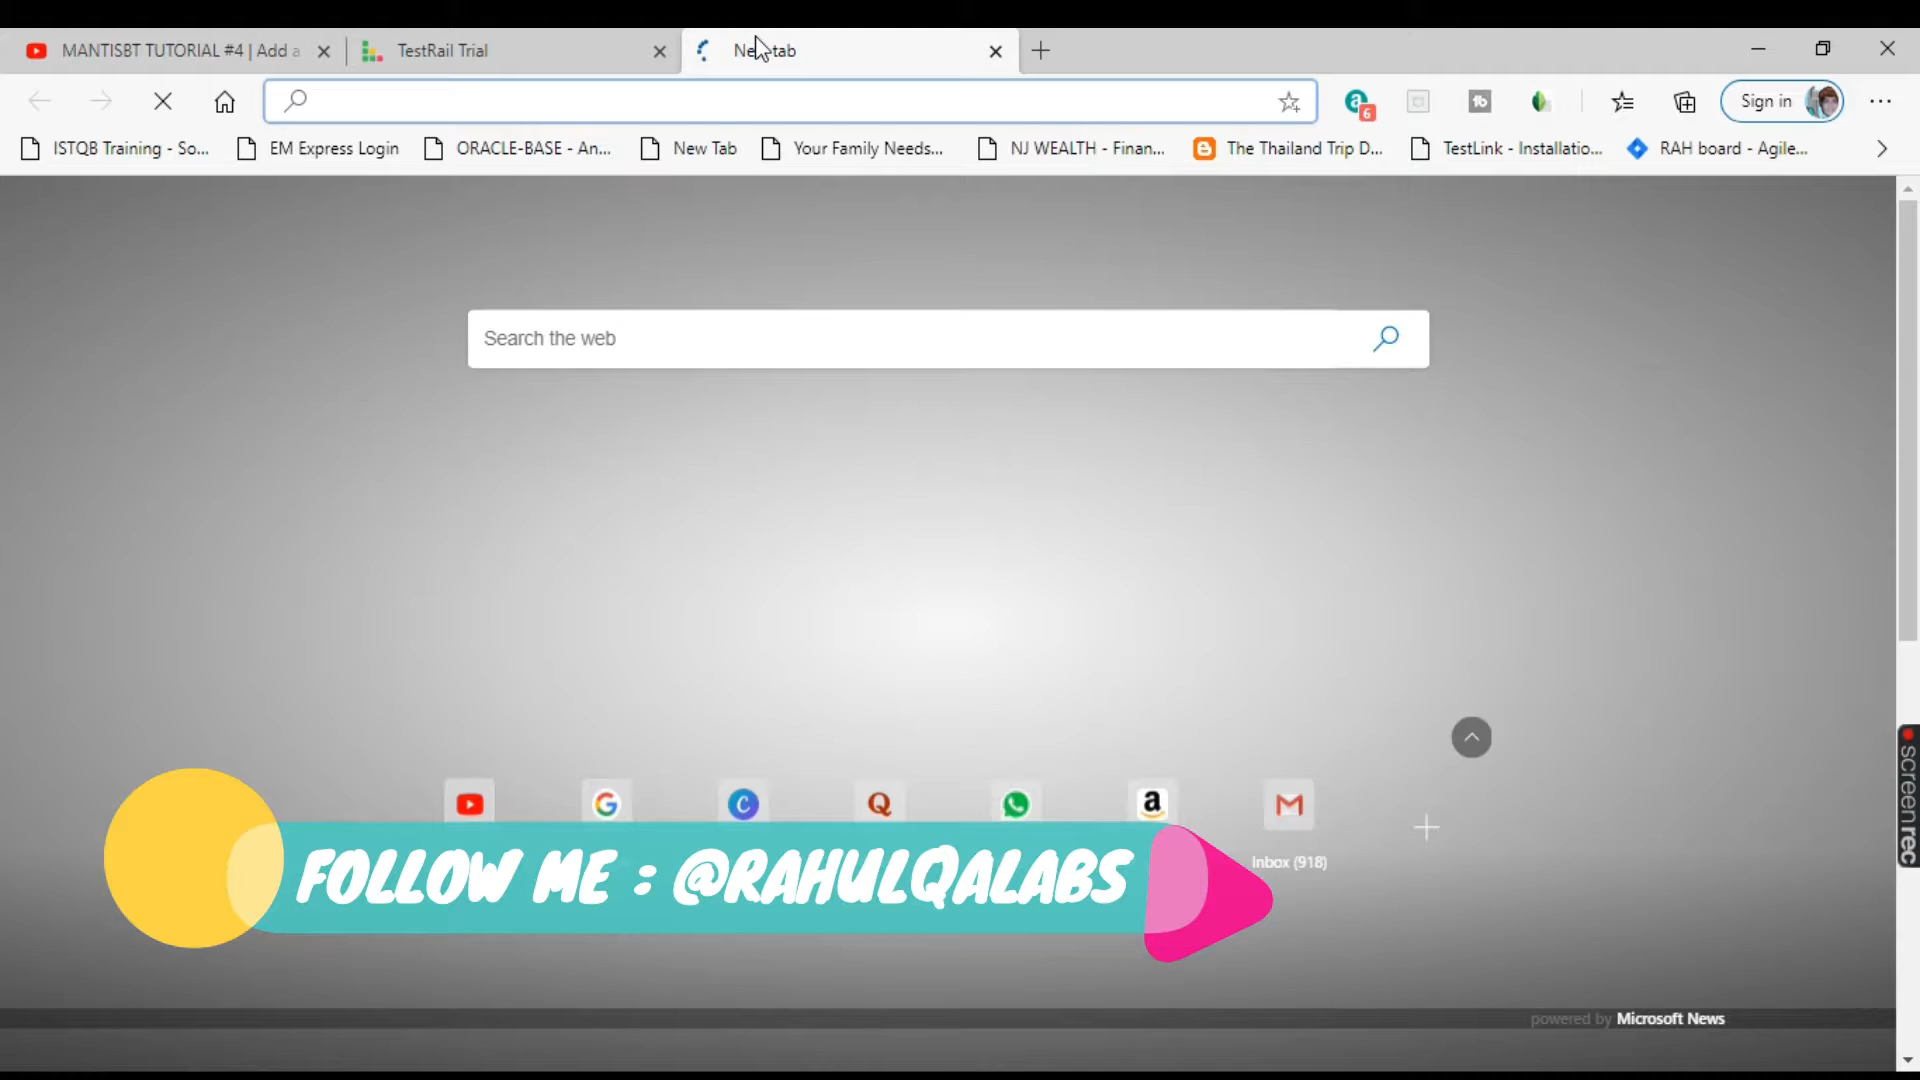 MANTISBT TUTORIAL #4 | Add a
TestRail Trial
New tab
6
Sign in
ISTQB Training - So...
EM Express Login
ORACLE-BASE - An...
New Tab
Your Family Needs...
NJ WEALTH - Finan...
The Thailand Trip D...
TestLink - Installatio...
RAH board - Agile...
Search the web
Inbox (918)
FOLLOW ME : @RAHULQALABS
powered by Microsoft News
screenrec